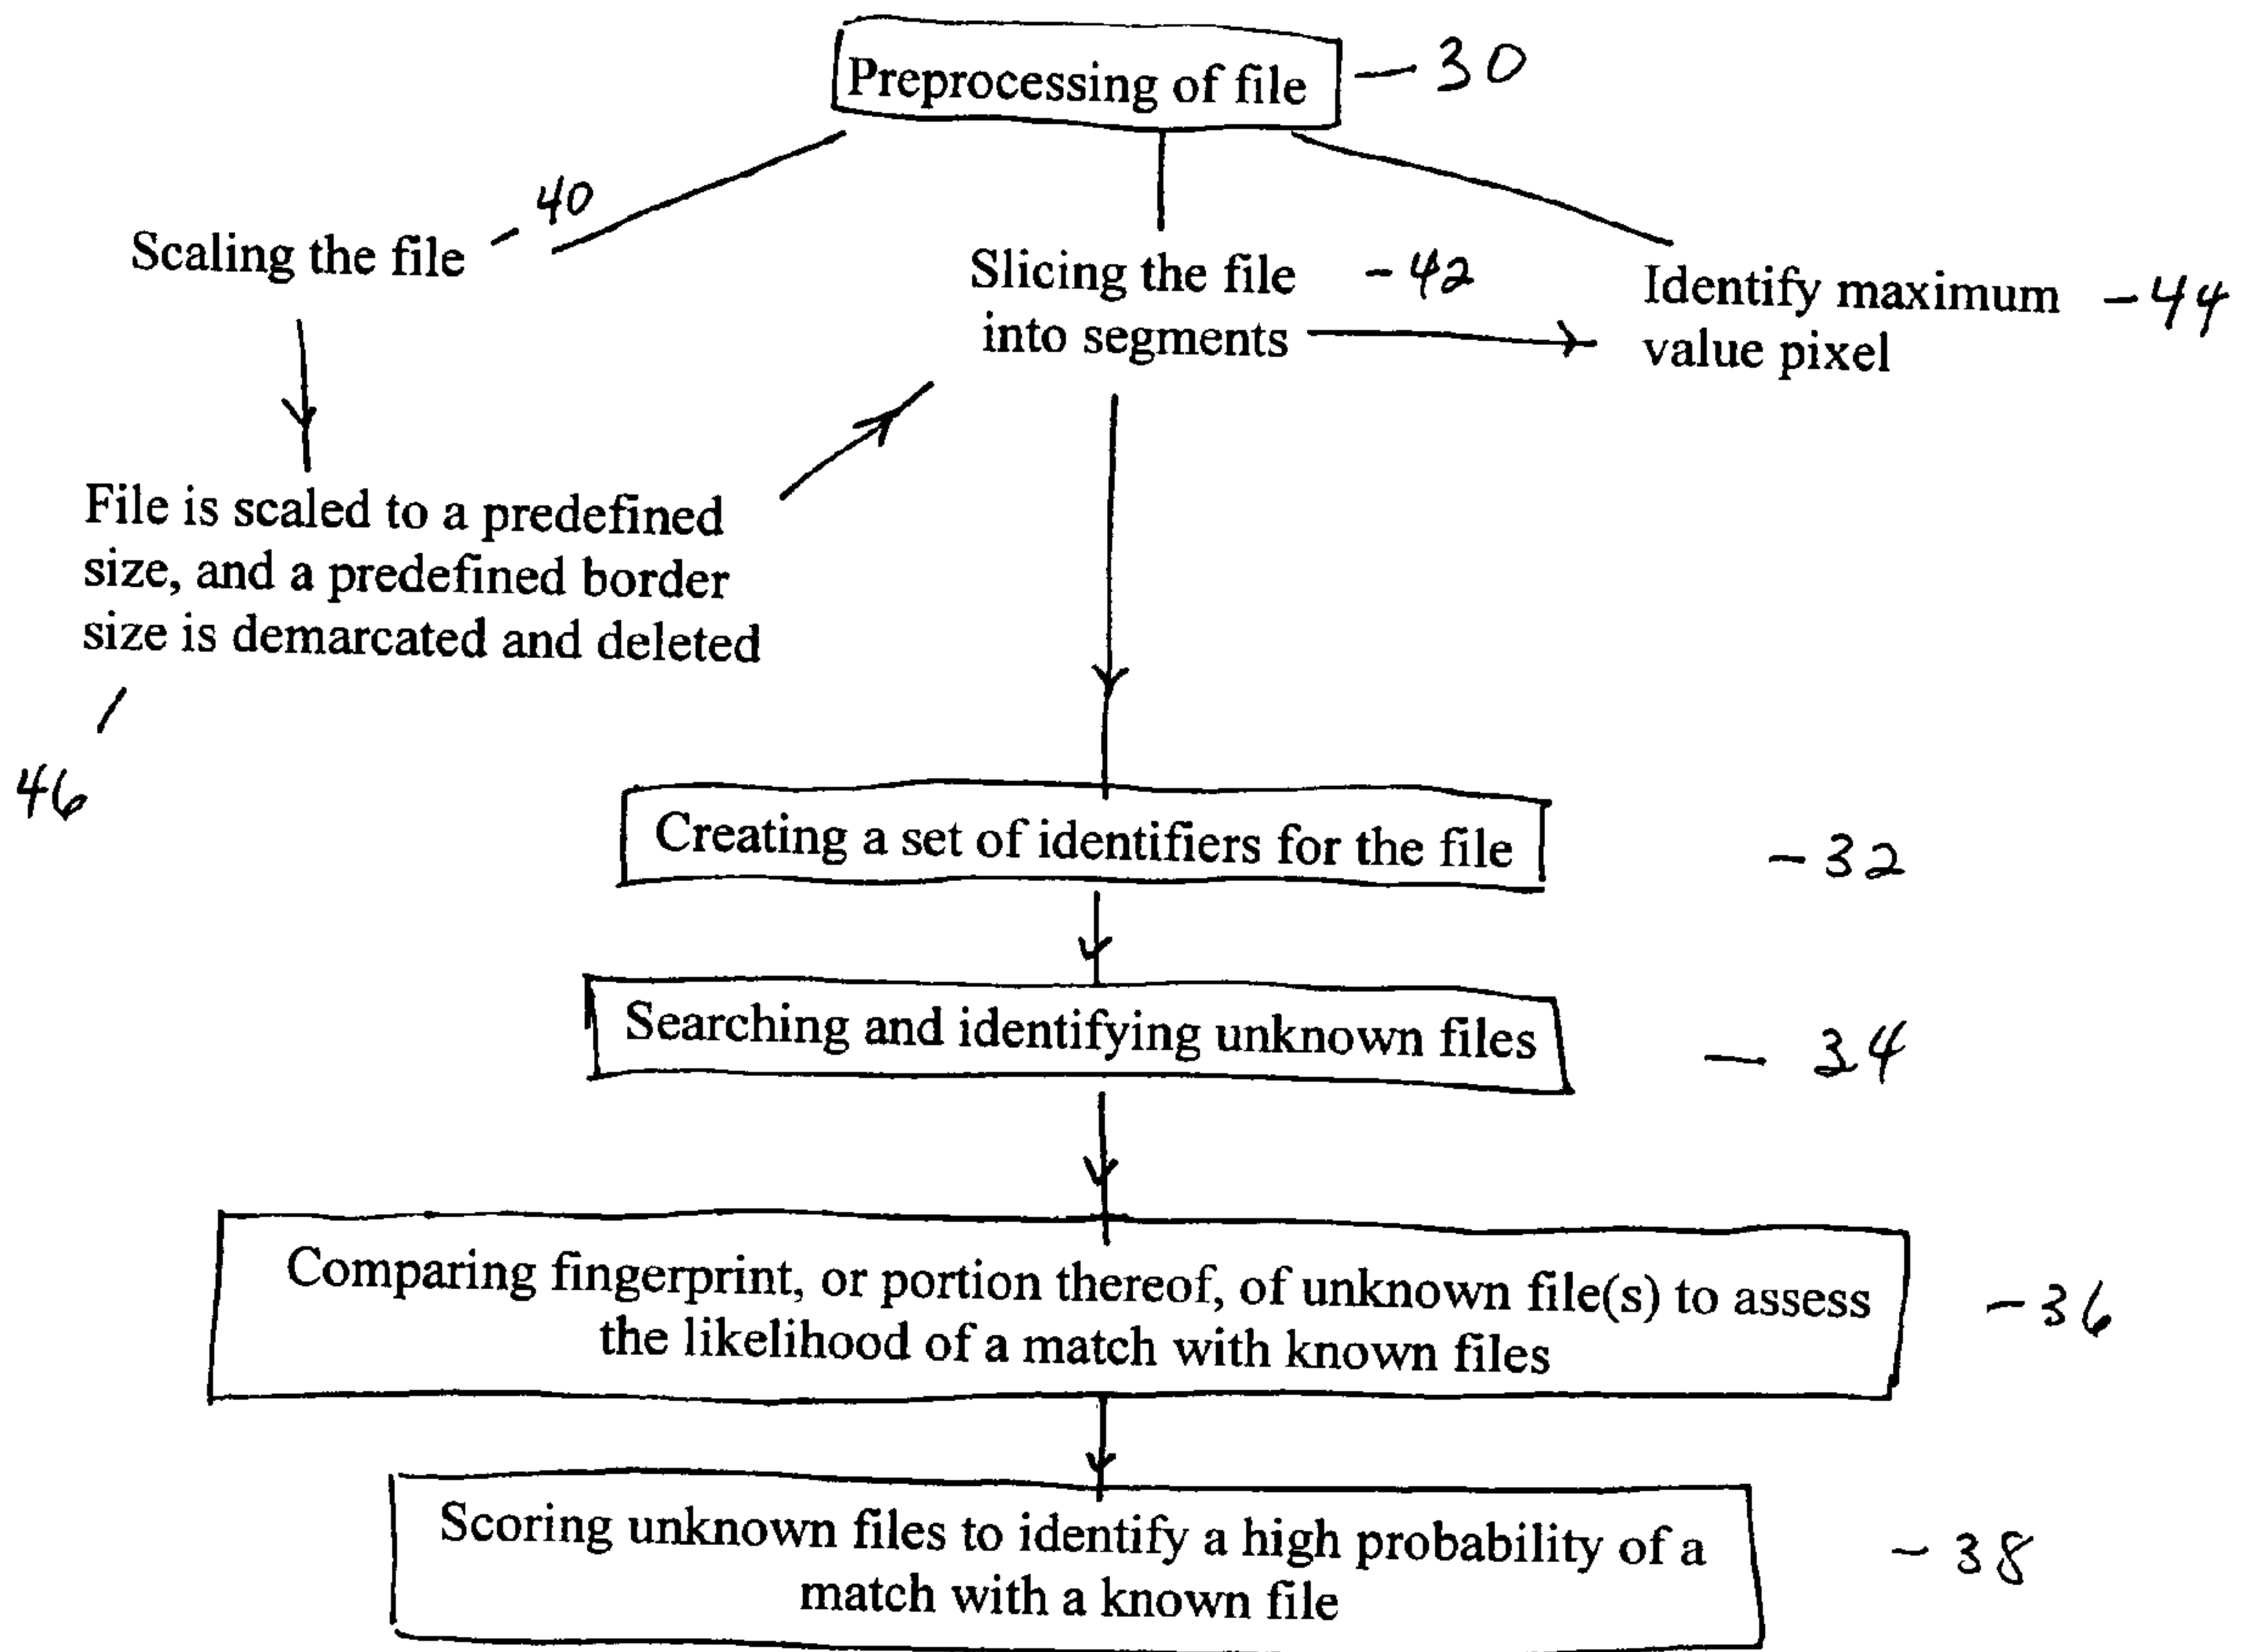 Preprocessing of file -30
Scaling the file -40
Slicing the file -42
into segments
Identify maximum -44
value pixel
File is scaled to a predefined
size, and a predefined border
size is demarcated and deleted
46
Creating a set of identifiers for the file -32
Searching and identifying unknown files -34
Comparing fingerprint, or portion thereof, of unknown file(s) to assess -36
the likelihood of a match with known files
Scoring unknown files to identify a high probability of a -38
match with a known file